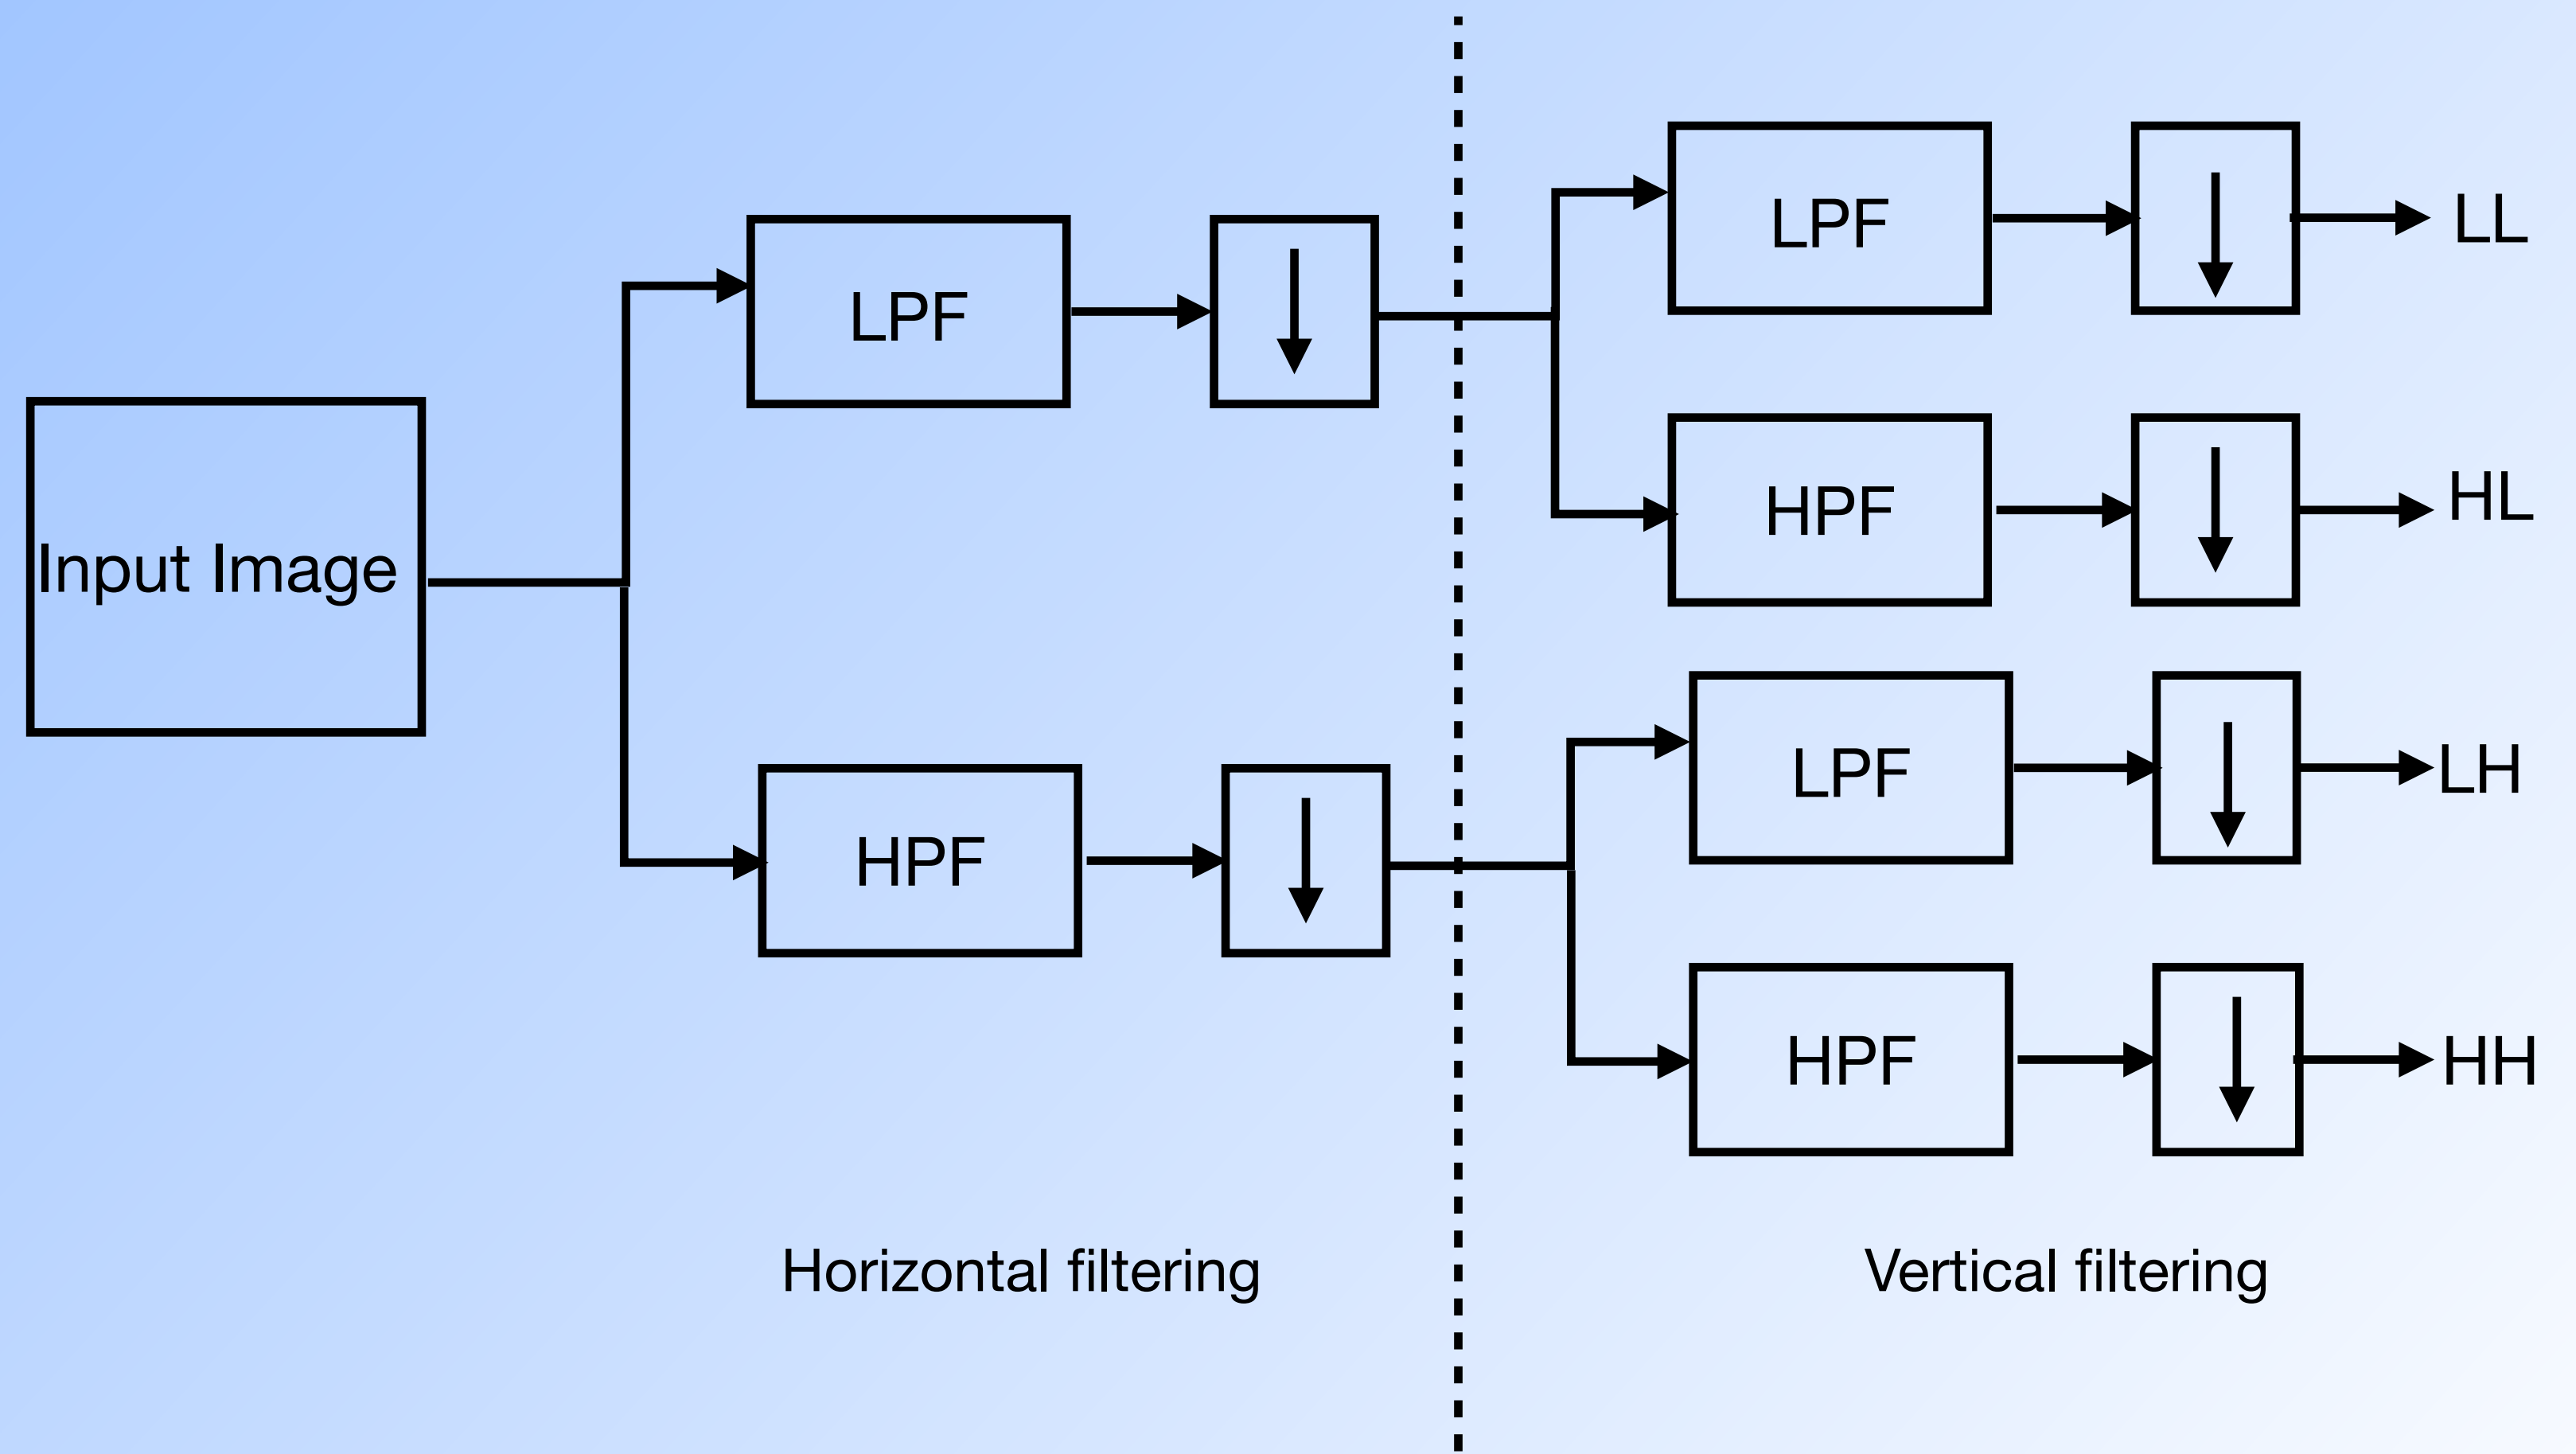 Input Image
LPF
HPF
LPF
LL
HPF
HL
LPF
LH
HPF
HH
Horizontal filtering
Vertical filtering